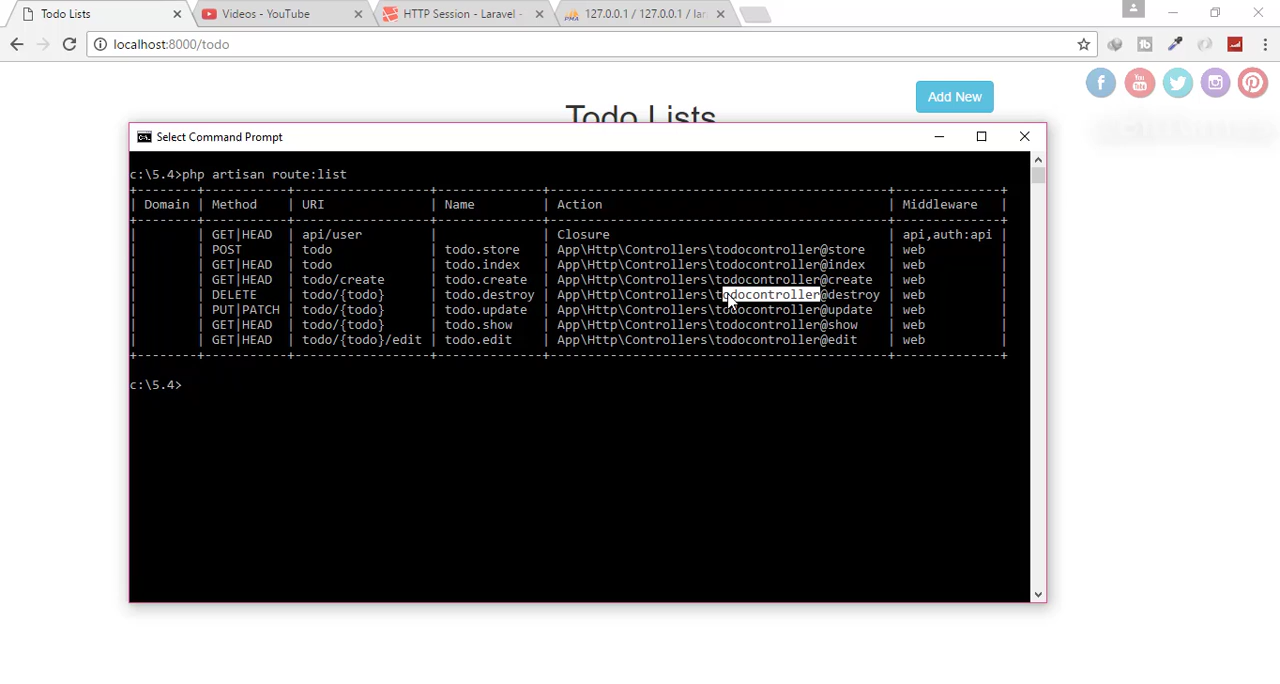 Todo Lists
Videos - YouTube
HTTP Session - Laravel -
127.0.0.1 / 127.0.0.1 / lar
localhost:8000/todo
Add New
Todo Lists
Select Command Prompt
c:\5.4>php artisan route:list
+--------+-----------+------------------+-------------+---------------------------------------------+--------------+
| Domain | Method    | URI              | Name         | Action                                      | Middleware   |
+--------+-----------+------------------+-------------+---------------------------------------------+--------------+
|        | GET|HEAD  | api/user         |              | Closure                                     | api,auth:api |
|        | POST      | todo             | todo.store   | App\Http\Controllers\todocontroller@store   | web          |
|        | GET|HEAD  | todo             | todo.index   | App\Http\Controllers\todocontroller@index   | web          |
|        | GET|HEAD  | todo/create      | todo.create  | App\Http\Controllers\todocontroller@create  | web          |
|        | DELETE    | todo/{todo}      | todo.destroy | App\Http\Controllers\todocontroller@destroy | web          |
|        | PUT|PATCH | todo/{todo}      | todo.update  | App\Http\Controllers\todocontroller@update  | web          |
|        | GET|HEAD  | todo/{todo}      | todo.show    | App\Http\Controllers\todocontroller@show    | web          |
|        | GET|HEAD  | todo/{todo}/edit | todo.edit    | App\Http\Controllers\todocontroller@edit    | web          |
+--------+-----------+------------------+-------------+---------------------------------------------+--------------+
c:\5.4>